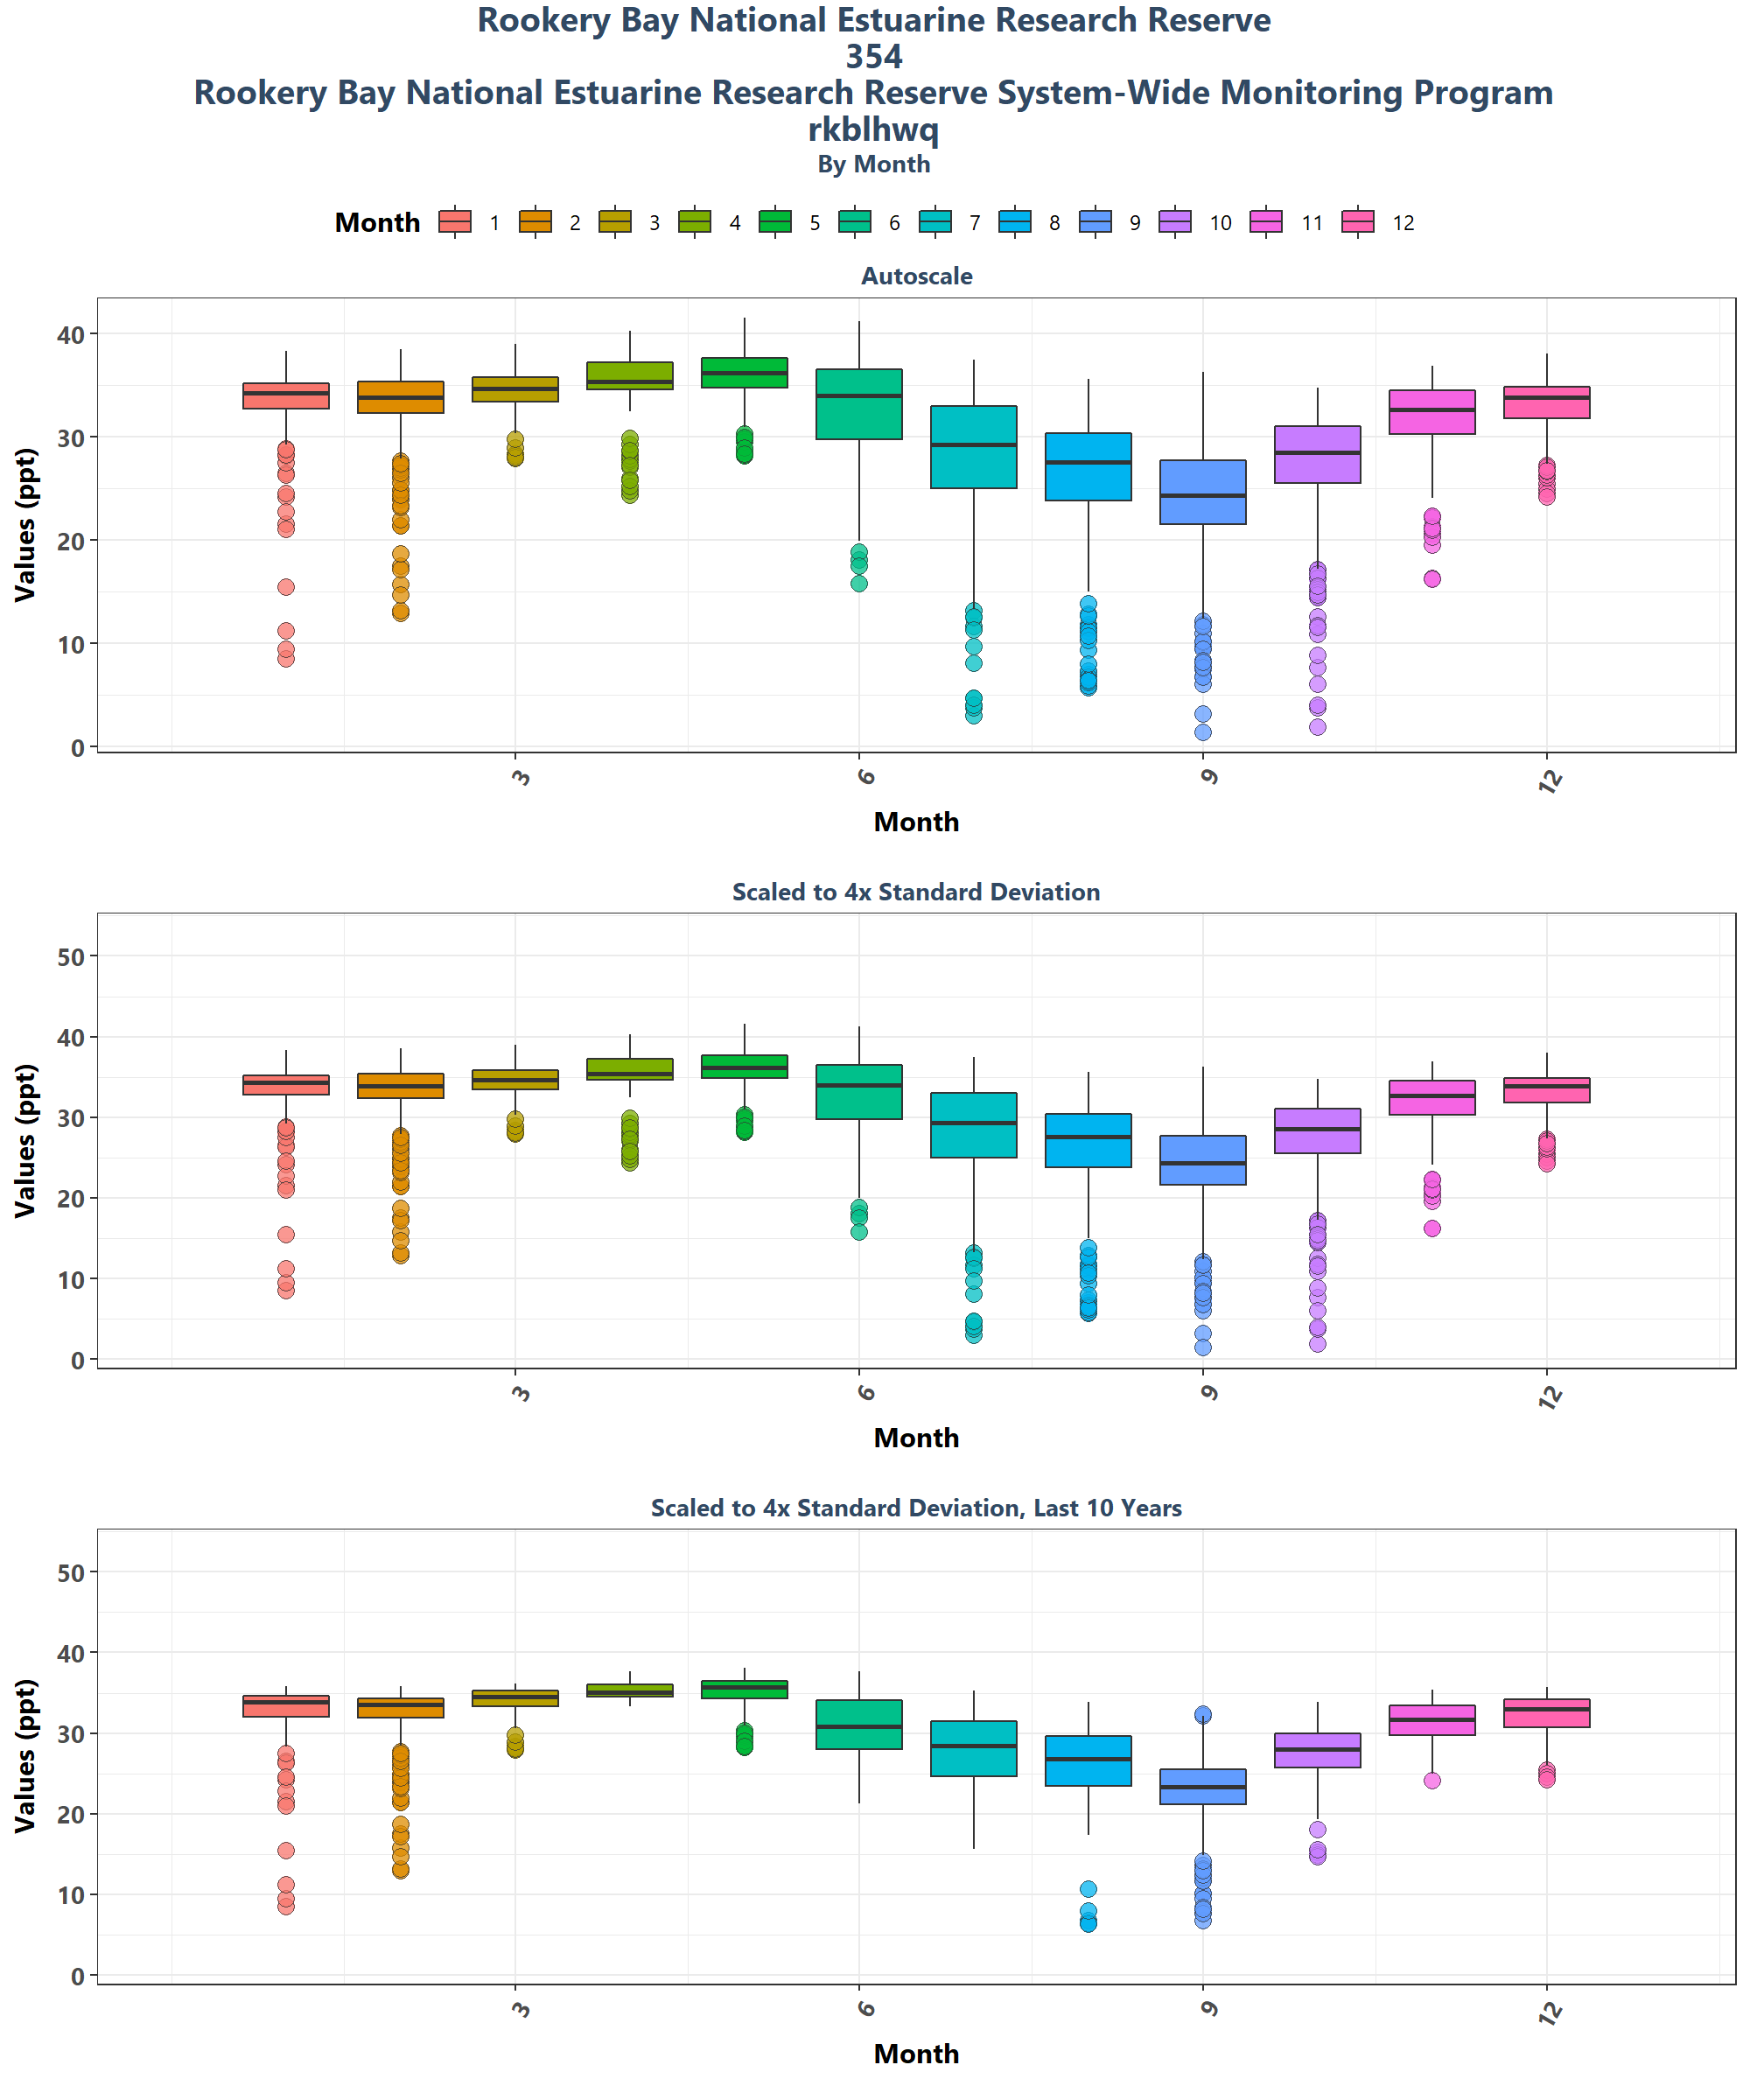 Rookery Bay National Estuarine Research Reserve
354
Rookery Bay National Estuarine Research Reserve System-Wide Monitoring Program
rkblhwq
By Month
Month 1 2 3 4 5 6 7 8 9 10 11 12
Autoscale
Values (ppt)
40
30
20
10
0
3 6 9 12
Month
Scaled to 4x Standard Deviation
Values (ppt)
50
40
30
20
10
0
3 6 9 12
Month
Scaled to 4x Standard Deviation, Last 10 Years
Values (ppt)
50
40
30
20
10
0
3 6 9 12
Month